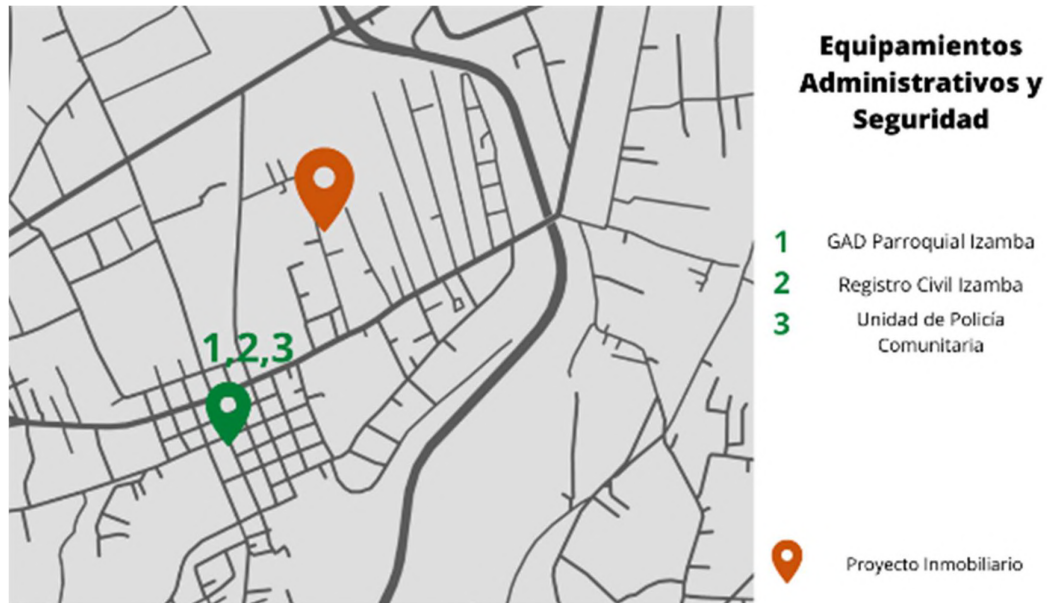 Equipamientos
Administrativos y
Seguridad
1,2,3
1 GAD Parroquial Izamba
2 Registro Civil Izamba
3 Unidad de Policía
Comunitaria
Proyecto Inmobiliario